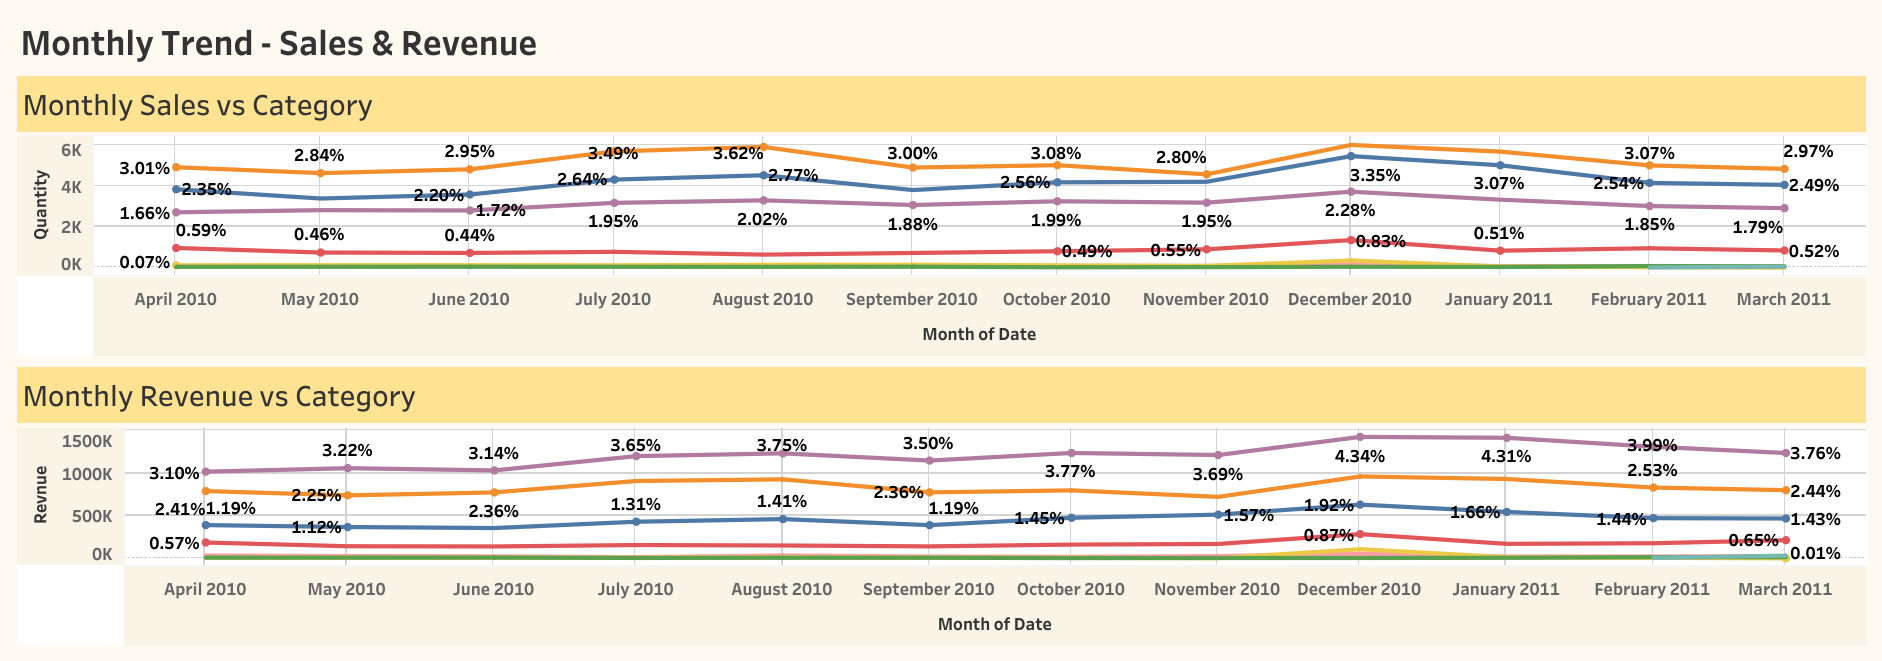 Monthly Trend - Sales & Revenue
Monthly Sales vs Category
6K
4K
2K
0K
Quantity
3.01% 2.84% 2.95% 3.49% 3.62% 3.00% 3.08% 2.80% 3.07% 2.97%
2.35% 2.20% 2.64% 2.77% 2.56% 3.35% 3.07% 2.54% 2.49%
1.66% 1.72% 1.95% 2.02% 1.88% 1.99% 1.95% 2.28% 1.85% 1.79%
0.59% 0.46% 0.44% 0.49% 0.55% 0.83% 0.51% 0.52%
0.07%
April 2010 May 2010 June 2010 July 2010 August 2010 September 2010 October 2010 November 2010 December 2010 January 2011 February 2011 March 2011
Month of Date
Monthly Revenue vs Category
1500K
1000K
500K
0K
Revnue
3.10% 3.22% 3.14% 3.65% 3.75% 3.50% 3.77% 3.69% 4.34% 4.31% 3.99% 3.76%
2.41% 2.25% 2.36% 2.36% 2.53% 2.44%
1.19% 1.12% 1.31% 1.41% 1.19% 1.45% 1.57% 1.92% 1.66% 1.44% 1.43%
0.57% 0.87% 0.65%
0.01%
April 2010 May 2010 June 2010 July 2010 August 2010 September 2010 October 2010 November 2010 December 2010 January 2011 February 2011 March 2011
Month of Date